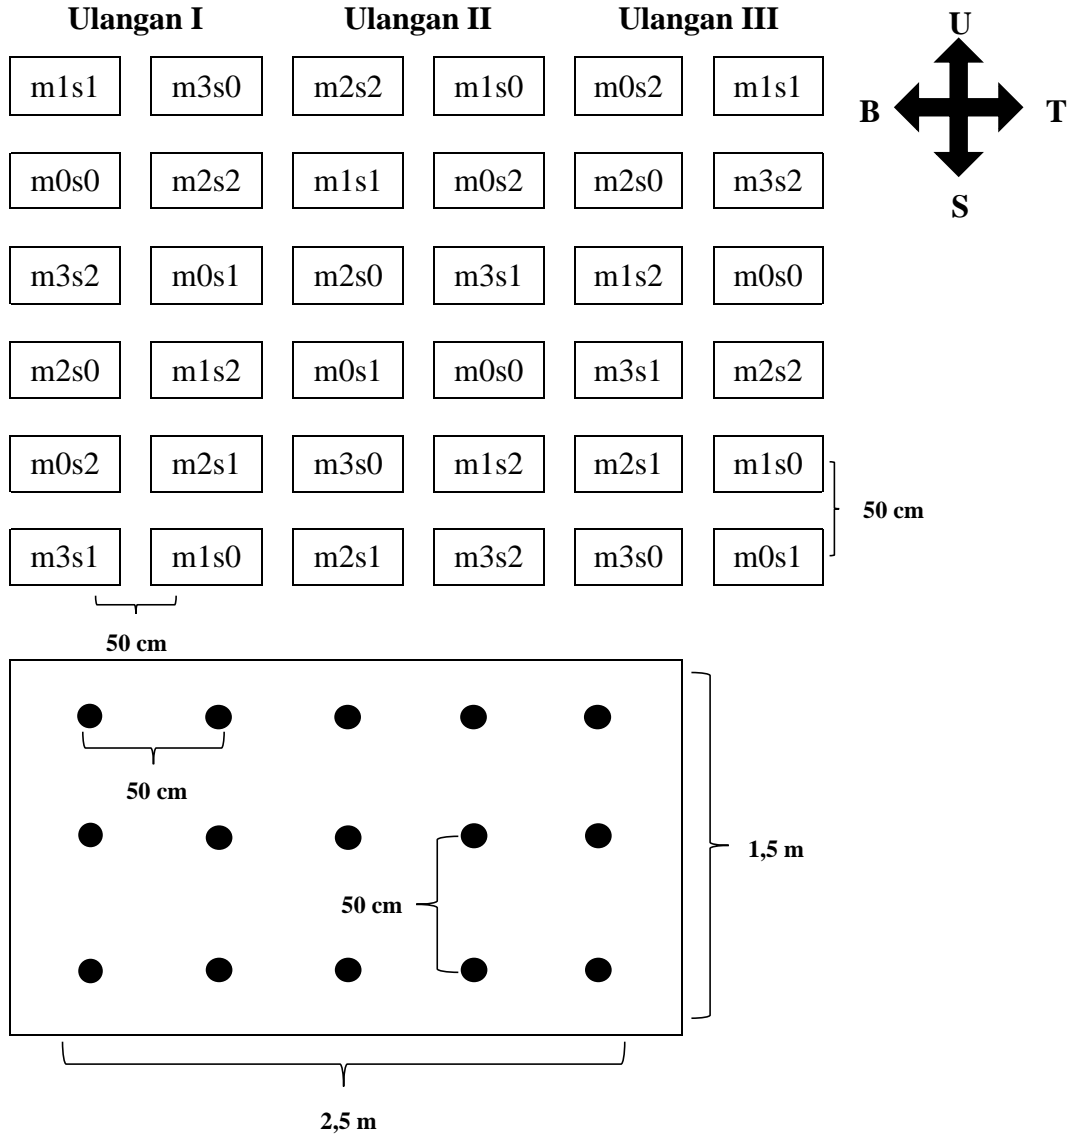 Ulangan I Ulangan II Ulangan III
U
m1s1 m3s0 m2s2 m1s0 m0s2 m1s1
B T
m0s0 m2s2 m1s1 m0s2 m2s0 m3s2
S
m3s2 m0s1 m2s0 m3s1 m1s2 m0s0
m2s0 m1s2 m0s1 m0s0 m3s1 m2s2
m0s2 m2s1 m3s0 m1s2 m2s1 m1s0
50 cm
m3s1 m1s0 m2s1 m3s2 m3s0 m0s1
50 cm
50 cm
1,5 m
50 cm
2,5 m